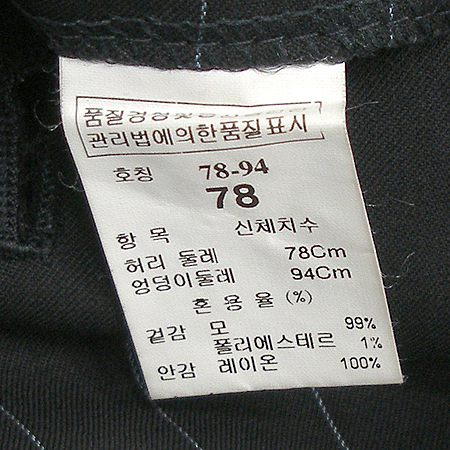 관리법에의한품질표시
호칭 78-94
78
항 목 신체치수
허리 둘레 78Cm
엉덩이둘레 94Cm
혼 용 율 (%)
겉감 모 99%
폴리에스테르 1%
안감 레이온 100%